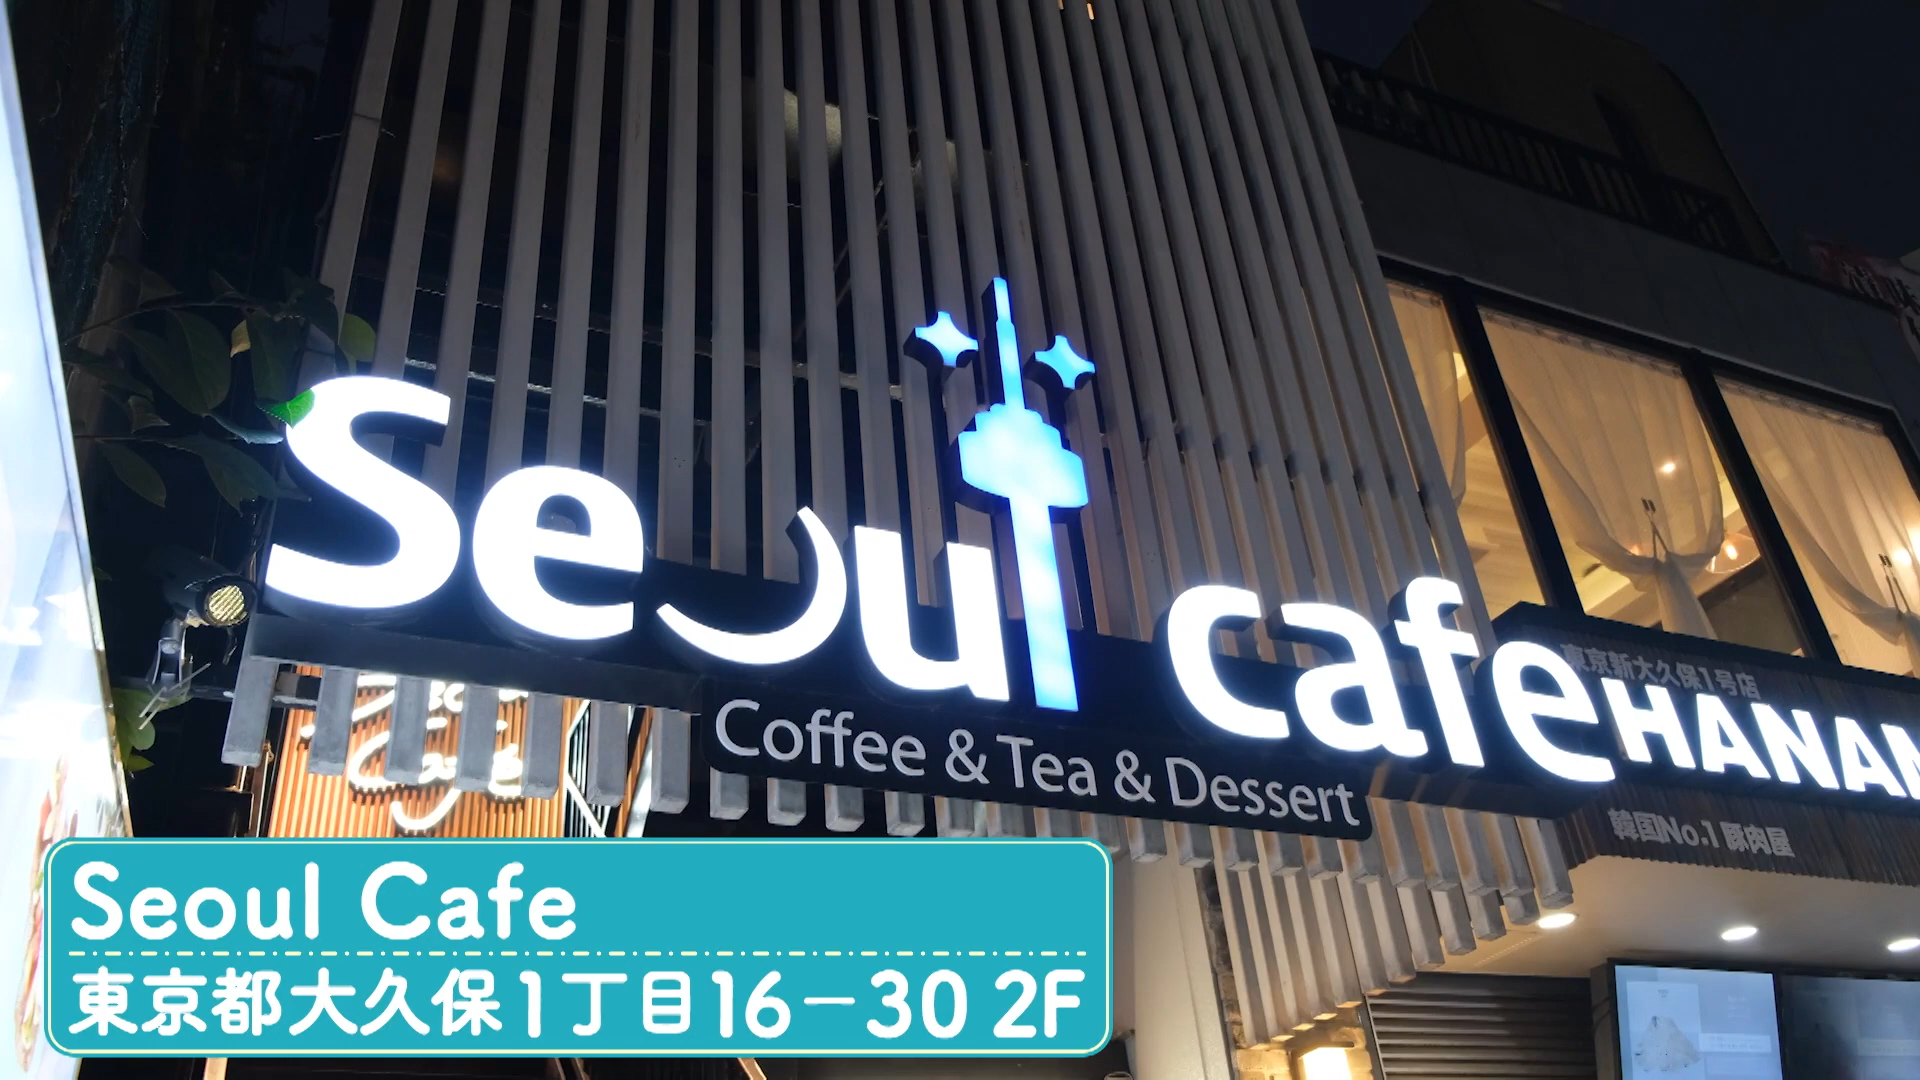 Seoul cafe
Coffee & Tea & Dessert
東京新大久保1号店
HANAM
韓国No.1 豚肉屋
Seoul Cafe
東京都大久保1丁目16−30 2F